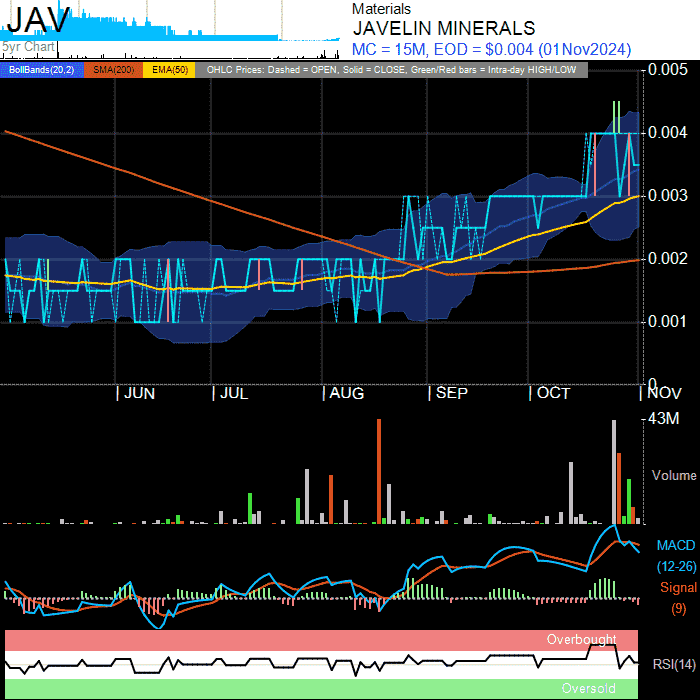 JAV
5yr Chart
Materials
JAVELIN MINERALS
MC = 15M, EOD = $0.004 (01Nov2024)
BollBands(20,2) SMA(200) EMA(50) OHLC Prices: Dashed = OPEN, Solid = CLOSE, Green/Red bars = Intra-day HIGH/LOW
0.005
0.004
0.003
0.002
0.001
0
| JUN | JUL | AUG | SEP | OCT | NOV
43M
Volume
MACD
(12-26)
Signal
(9)
Overbought
RSI(14)
Oversold